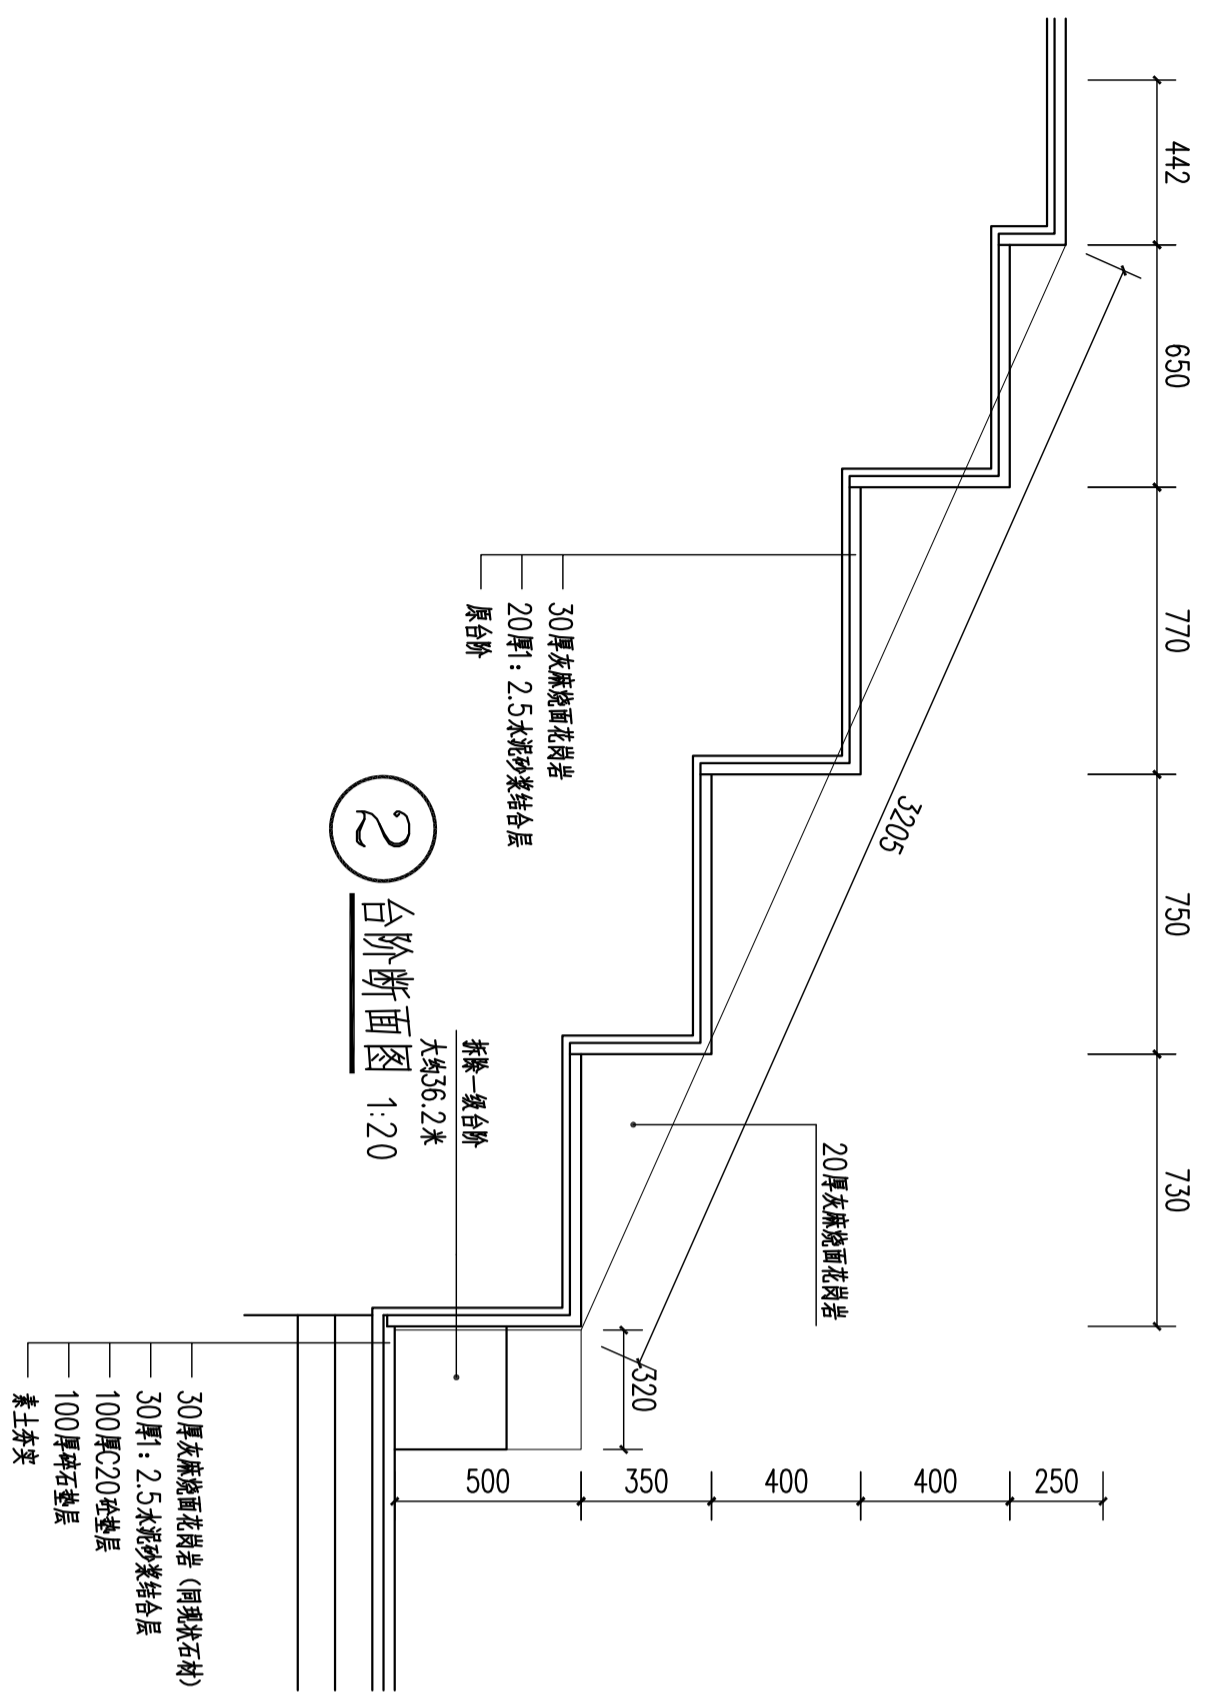 442
650
770
750
730
3205
20厚灰麻烧面花岗岩
30厚灰麻烧面花岗岩
20厚1：2.5水泥砂浆结合层
原台阶
拆除一级台阶
大约36.2米
320
250
400
400
350
500
30厚灰麻烧面花岗岩（同现状石材）
30厚1：2.5水泥砂浆结合层
100厚C20砼垫层
100厚碎石垫层
素土夯实
2
台阶断面图 1:20